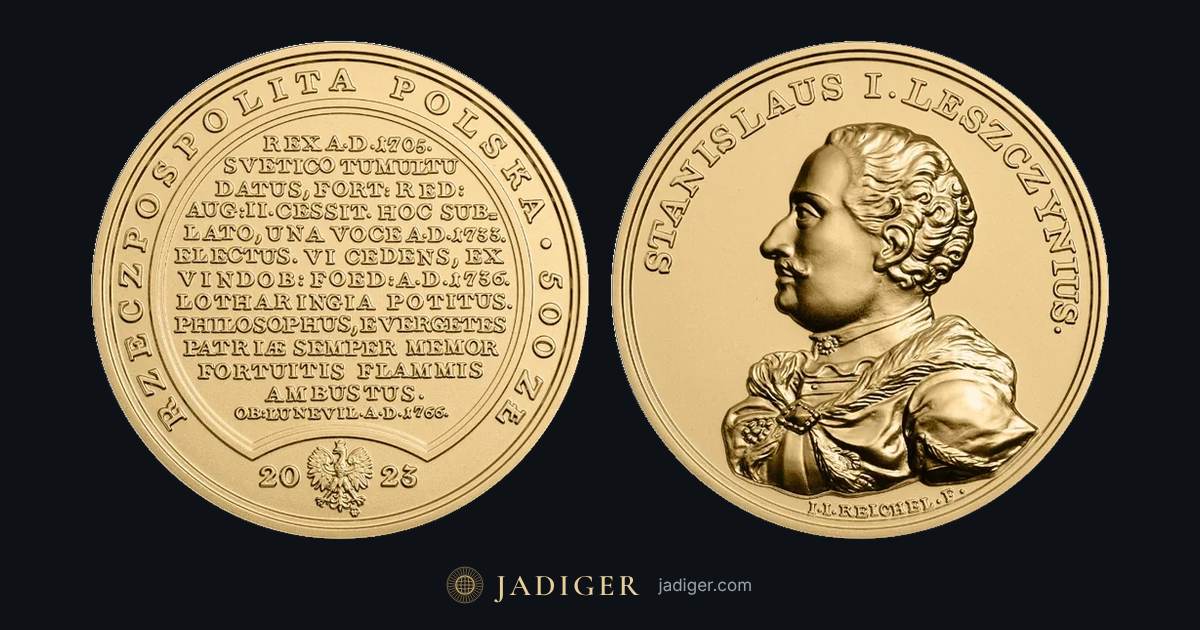 RZECZPOSPOLITA POLSKA · 500 ZŁ
REX A.D.1705.
SVETICO TUMULTU
DATUS, FORT: RED:
AUG:II.CESSIT. HOC SUB=
LATO, UNA VOCE A.D.1733.
ELECTUS. VI CEDENS, EX
VINDOB: FOED:A.D.1736.
LOTHARINGIA POTITUS.
PHILOSOPHUS, EVERGETES
PATRIÆ SEMPER MEMOR
FORTUITIS FLAMMIS
AMBUSTUS.
OB:LUNEVIL.A.D.1766.
20 23
STANISLAUS I. LESZCZYNIUS.
I.I.REICHEL.F.
JADIGER jadiger.com